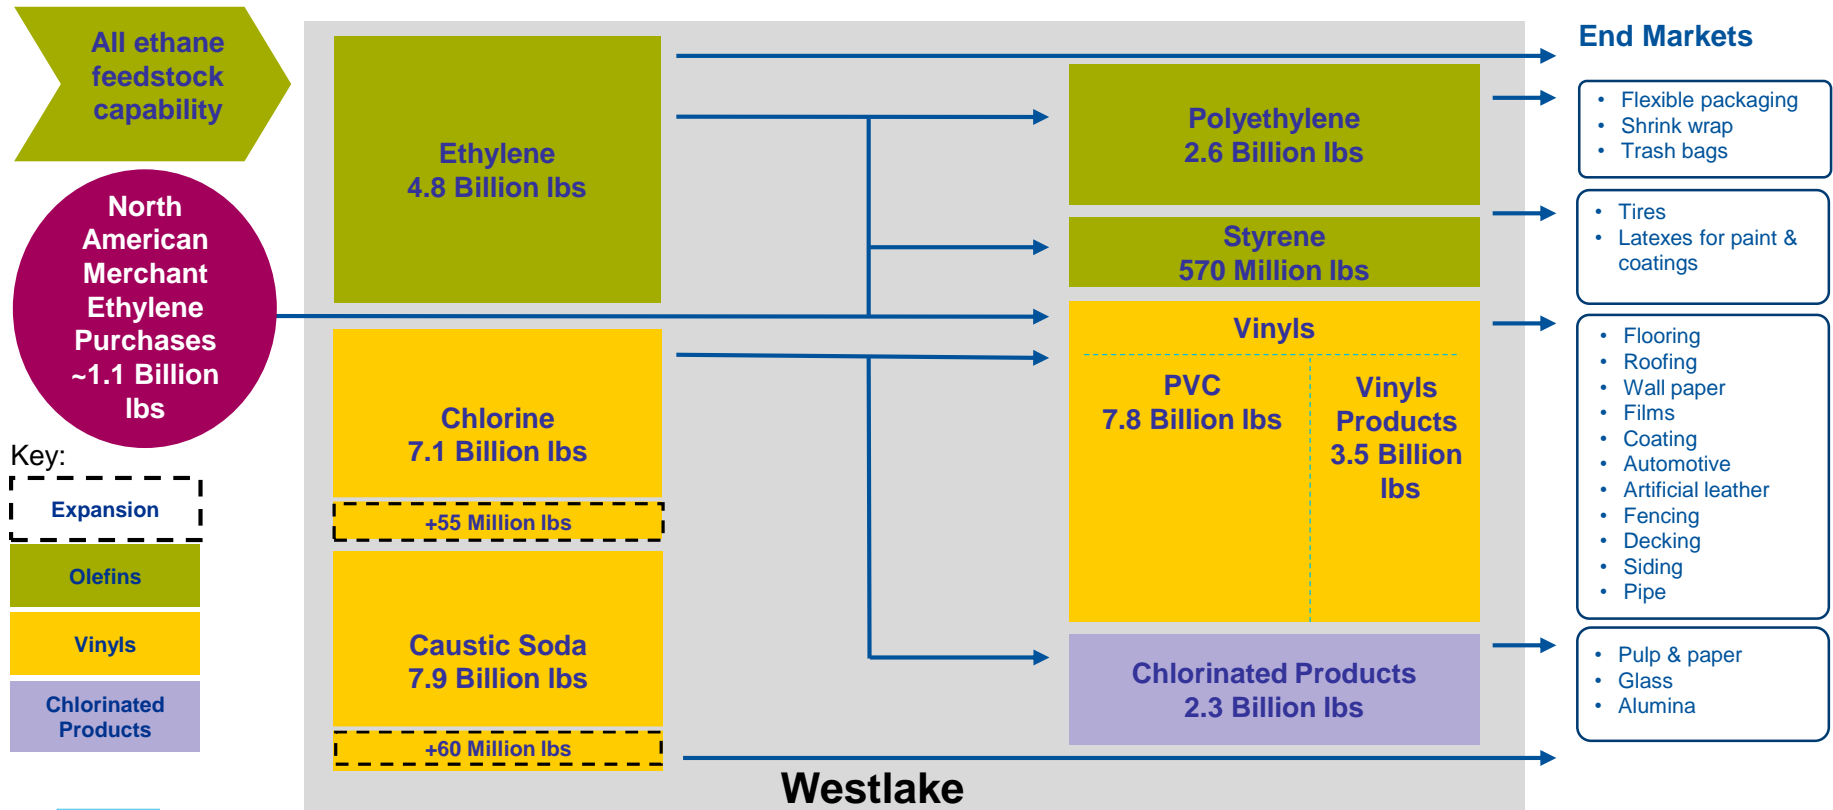 All ethane
feedstock
capability
North
American
Merchant
Ethylene
Purchases
~1.1 Billion
lbs
Key:
Expansion
Olefins
Vinyls
Chlorinated
Products
Ethylene
4.8 Billion lbs
Chlorine
7.1 Billion lbs
+55 Million lbs
Caustic Soda
7.9 Billion lbs
+60 Million lbs
Polyethylene
2.6 Billion lbs
Styrene
570 Million lbs
Vinyls
PVC
7.8 Billion lbs
Vinyls
Products
3.5 Billion
lbs
Chlorinated Products
2.3 Billion lbs
Westlake
End Markets
• Flexible packaging
• Shrink wrap
• Trash bags
• Tires
• Latexes for paint &
coatings
• Flooring
• Roofing
• Wall paper
• Films
• Coating
• Automotive
• Artificial leather
• Fencing
• Decking
• Siding
• Pipe
• Pulp & paper
• Glass
• Alumina